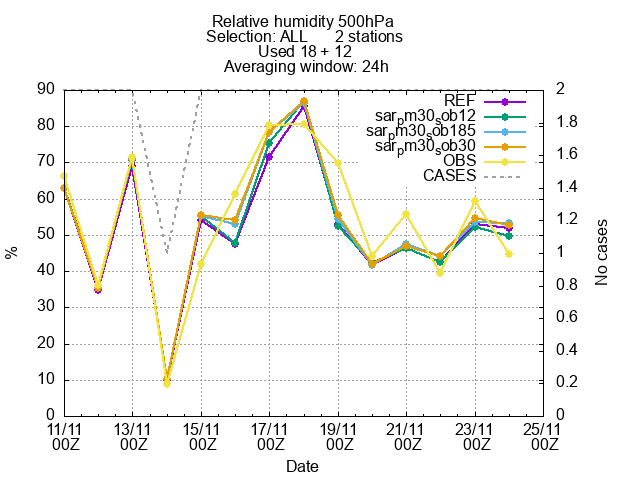 Relative humidity 500hPa
Selection: ALL 2 stations
Used 18 + 12
Averaging window: 24h
90 2
80 1.8
70 1.6
60 1.4
50 1.2
40 1
30 0.8
20 0.6
10 0.4
0 0.2
0
REF
sarpm30sob12
sarpm30sob185
sarpm30sob30
OBS
CASES
%
No cases
11/11 13/11 15/11 17/11 19/11 21/11 23/11 25/11
00Z 00Z 00Z 00Z 00Z 00Z 00Z 00Z
Date